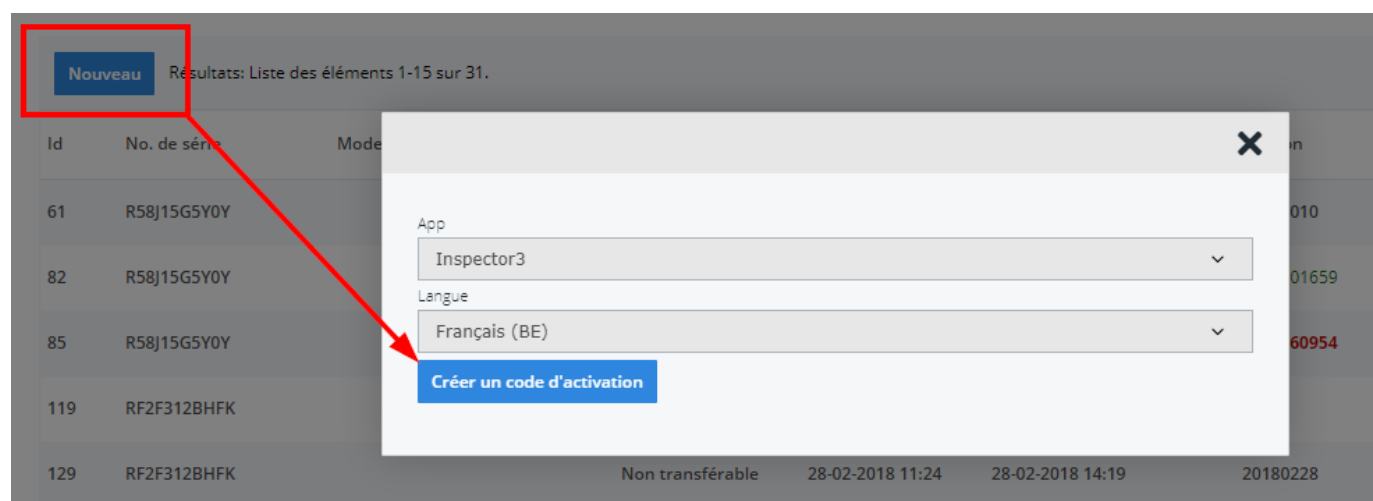 Nouveau Résultats: Liste des éléments 1-15 sur 31.
Id No. de série Mode
App
61 R58J15G5Y0Y 010
Inspector3
82 R58J15G5Y0Y 01659
Langue
Français (BE)
85 R58J15G5Y0Y 60954
Créer un code d'activation
119 RF2F312BHFK
129 RF2F312BHFK Non transférable 28-02-2018 11:24 28-02-2018 14:19 20180228